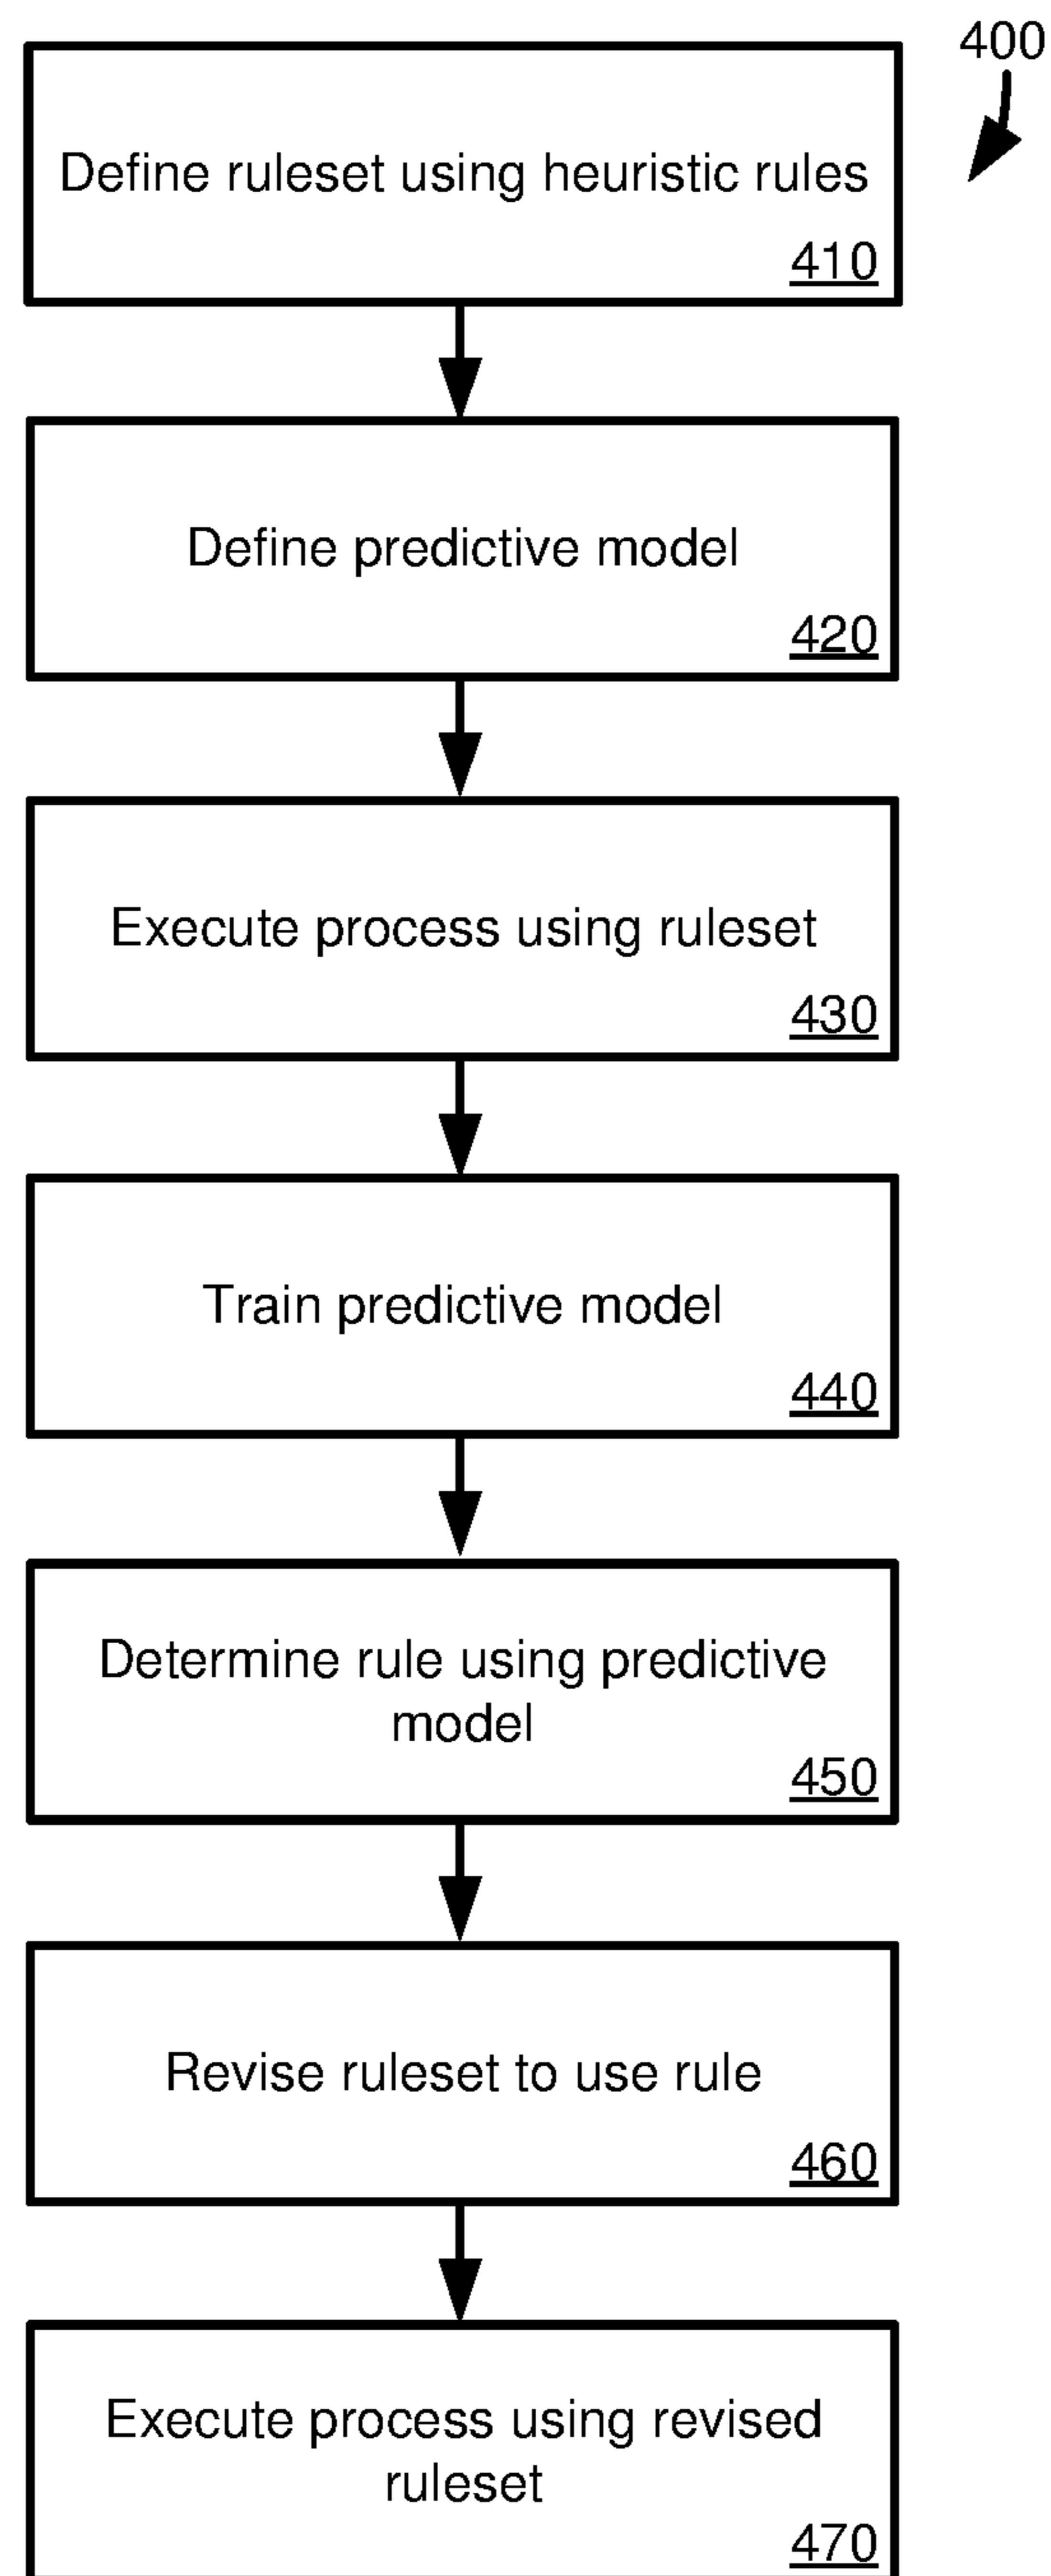 400
Define ruleset using heuristic rules
410
Define predictive model
420
Execute process using ruleset
430
Train predictive model
440
Determine rule using predictive
model
450
Revise ruleset to use rule
460
Execute process using revised
ruleset
470